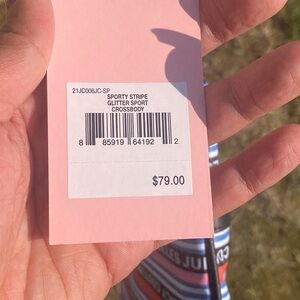 21JC006JC-SP
SPORTY STRIPE
GLITTER SPORT
CROSSBODY
8 85919 64192 2
$79.00